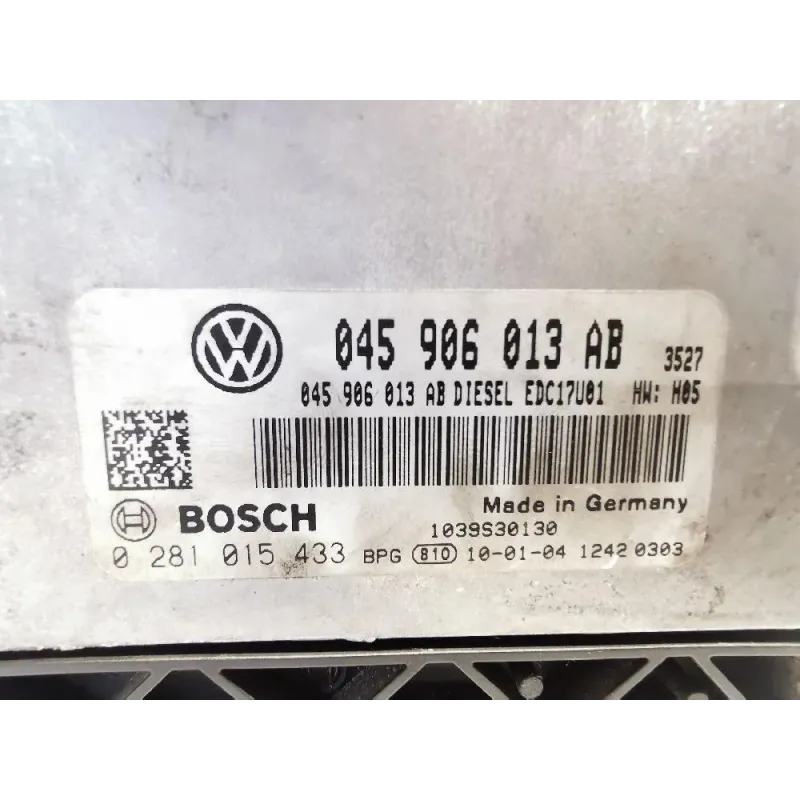 045 906 013 AB 3527
045 906 013 AB DIESEL EDC17U01 HW: H05
Made in Germany
BOSCH 1039S30130
0 281 015 433 BPG 810 10-01-04 1242 0303